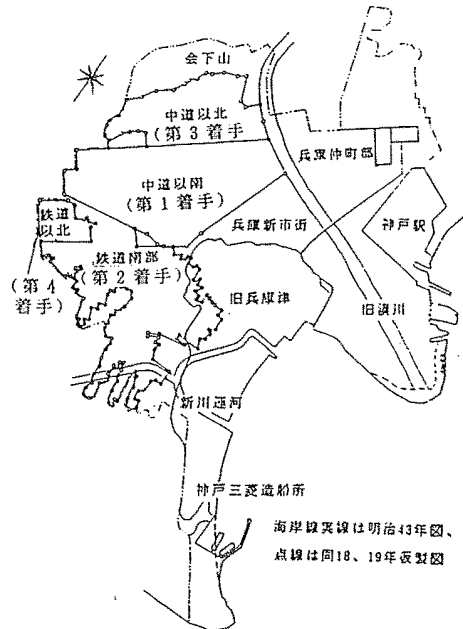 会下山
中道以北
(第3着手)
兵庫仲町部
中道以南
(第1着手)
鉄道
以北
兵庫新市街
神戸駅
鉄道南部
(第2着手)
(第4
着手)
旧兵庫津
旧湊川
新川運河
神戸三菱造船所
海岸線実線は明治43年図、
点線は同18、19年仮製図